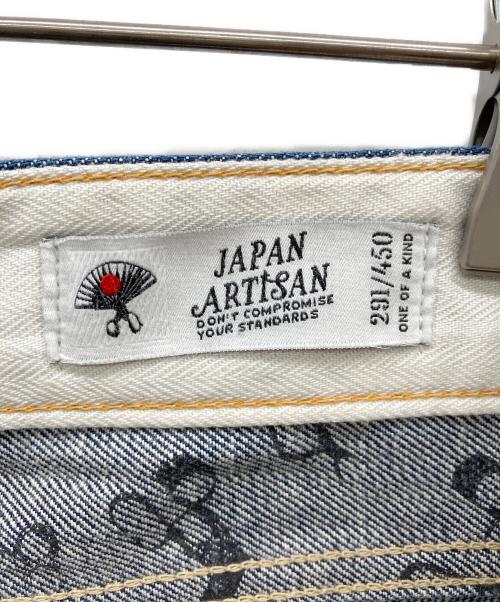 JAPAN
ARTISAN
DON'T COMPROMISE
YOUR STANDARDS
291/450
ONE OF A KIND